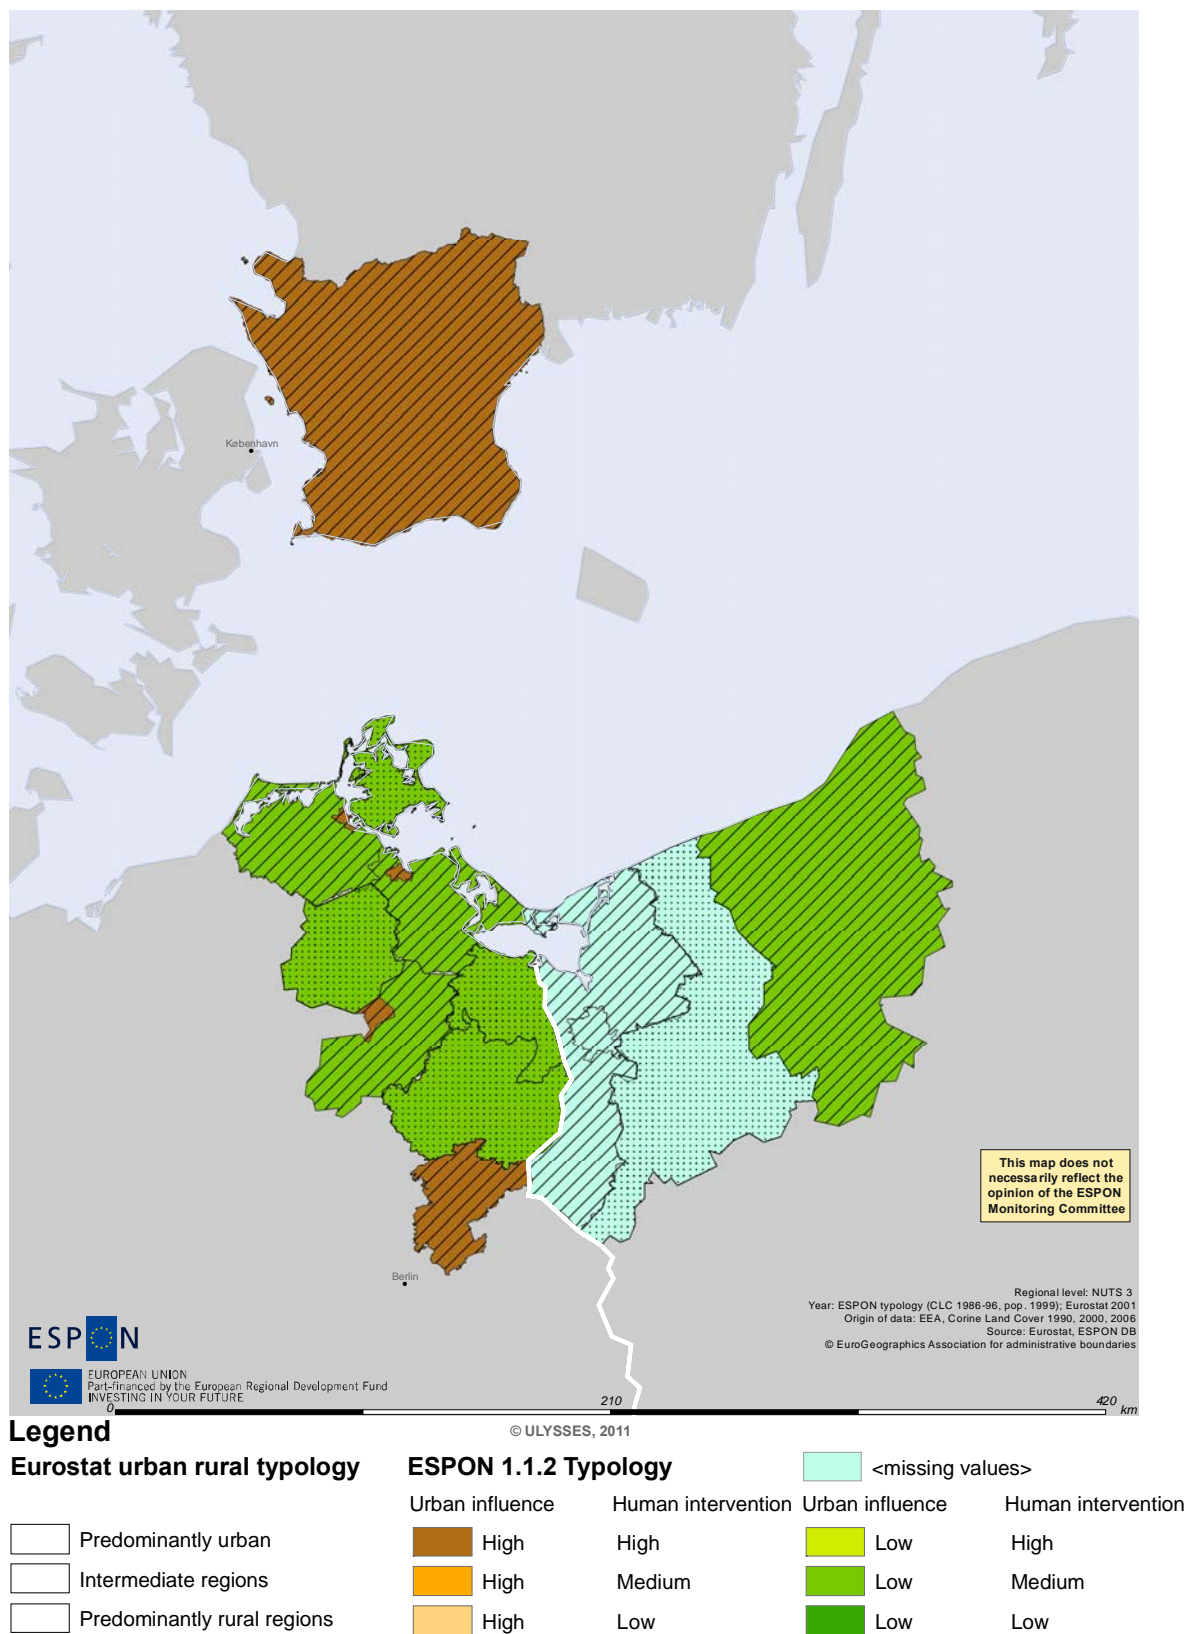 København
This map does not
necessarily reflect the
opinion of the ESPON
Monitoring Committee
Berlin
Regional level: NUTS 3
Year: ESPON typology (CLC 1986-96, pop. 1999); Eurostat 2001
Origin of data: EEA, Corine Land Cover 1990, 2000, 2006
Source: Eurostat, ESPON DB
© EuroGeographics Association for administrative boundaries
ESPON
EUROPEAN UNION
Part-financed by the European Regional Development Fund
INVESTING IN YOUR FUTURE
0 210 420 km
Legend
© ULYSSES, 2011
Eurostat urban rural typology
Predominantly urban
Intermediate regions
Predominantly rural regions
ESPON 1.1.2 Typology
<missing values>
Urban influence Human intervention Urban influence Human intervention
High High Low High
High Medium Low Medium
High Low Low Low